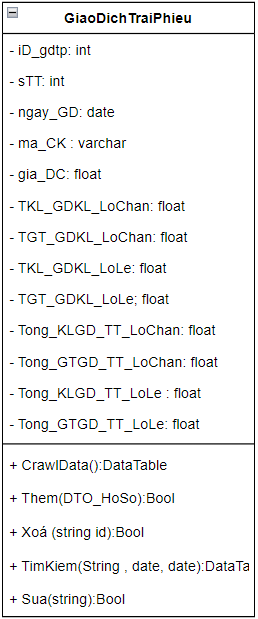 GiaoDichTraiPhieu
- iD_gdtp: int
- sTT: int
- ngay_GD: date
- ma_CK : varchar
- gia_DC: float
- TKL_GDKL_LoChan: float
- TGT_GDKL_LoChan: float
- TKL_GDKL_LoLe: float
- TGT_GDKL_LoLe; float
- Tong_KLGD_TT_LoChan: float
- Tong_GTGD_TT_LoChan: float
- Tong_KLGD_TT_LoLe : float
- Tong_GTGD_TT_LoLe: float
+ CrawlData():DataTable
+ Them(DTO_HoSo):Bool
+ Xoá (string id):Bool
+ TimKiem(String , date, date):DataTa
+ Sua(string):Bool